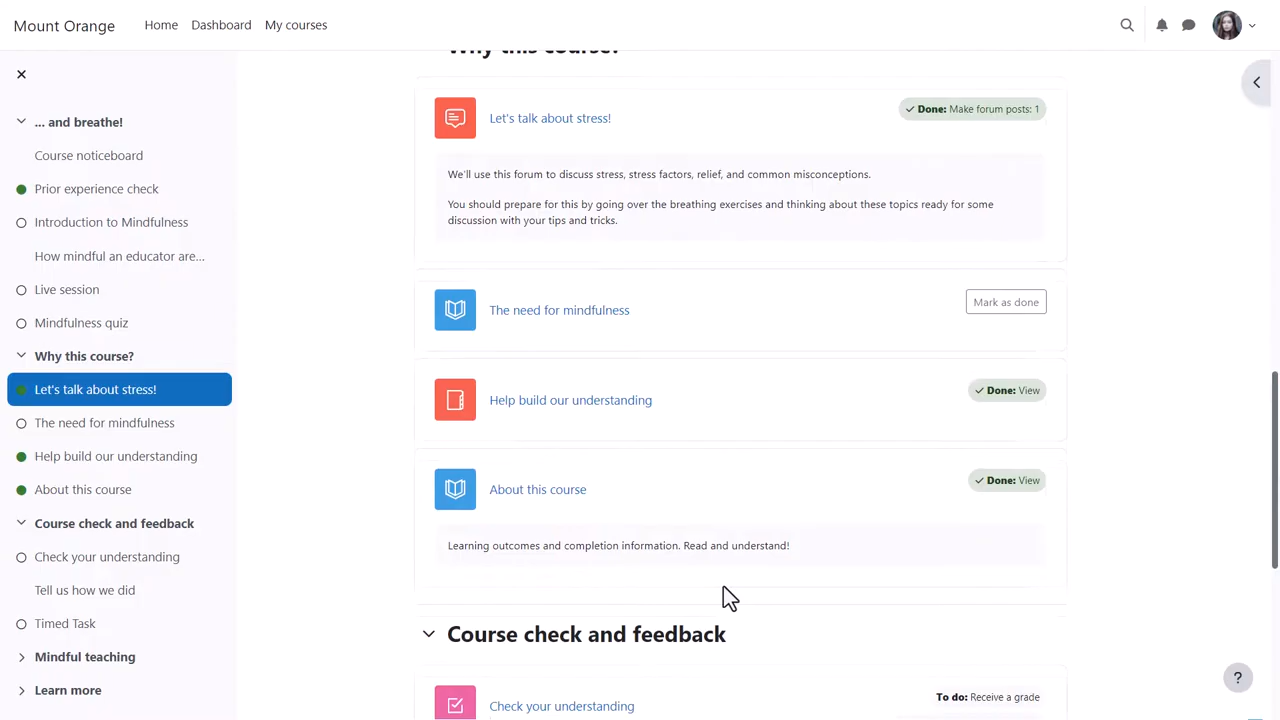 Mount Orange
Home
Dashboard
My courses
... and breathe!
Course noticeboard
Prior experience check
Introduction to Mindfulness
How mindful an educator are...
Live session
Mindfulness quiz
Why this course?
Let's talk about stress!
The need for mindfulness
Help build our understanding
About this course
Course check and feedback
Check your understanding
Tell us how we did
Timed Task
Mindful teaching
Learn more
Why this course?
Let's talk about stress!
Done: Make forum posts: 1
We'll use this forum to discuss stress, stress factors, relief, and common misconceptions.
You should prepare for this by going over the breathing exercises and thinking about these topics ready for some
discussion with your tips and tricks.
The need for mindfulness
Mark as done
Help build our understanding
Done: View
About this course
Done: View
Learning outcomes and completion information. Read and understand!
Course check and feedback
Check your understanding
To do: Receive a grade
?